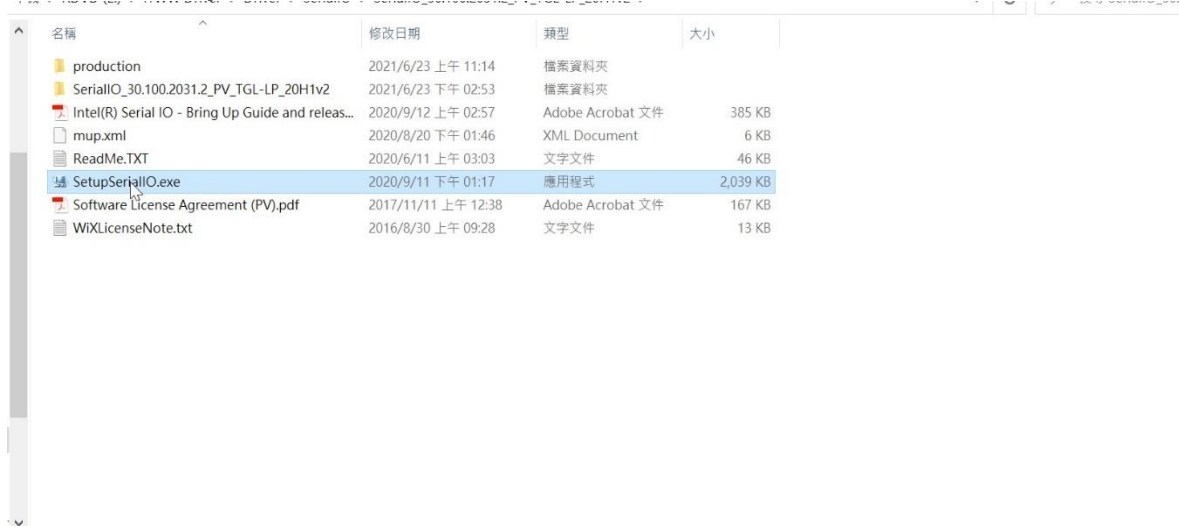 名稱 修改日期 類型 大小
production 2021/6/23 上午 11:14 檔案資料夾
SerialIO_30.100.2031.2_PV_TGL-LP_20H1v2 2021/6/23 下午 02:53 檔案資料夾
Intel(R) Serial IO - Bring Up Guide and releas... 2020/9/12 上午 02:57 Adobe Acrobat 文件 385 KB
mup.xml 2020/8/20 下午 01:46 XML Document 6 KB
ReadMe.TXT 2020/6/11 上午 03:03 文字文件 46 KB
SetupSerialIO.exe 2020/9/11 下午 01:17 應用程式 2,039 KB
Software License Agreement (PV).pdf 2017/11/11 上午 12:38 Adobe Acrobat 文件 167 KB
WiXLicenseNote.txt 2016/8/30 上午 09:28 文字文件 13 KB